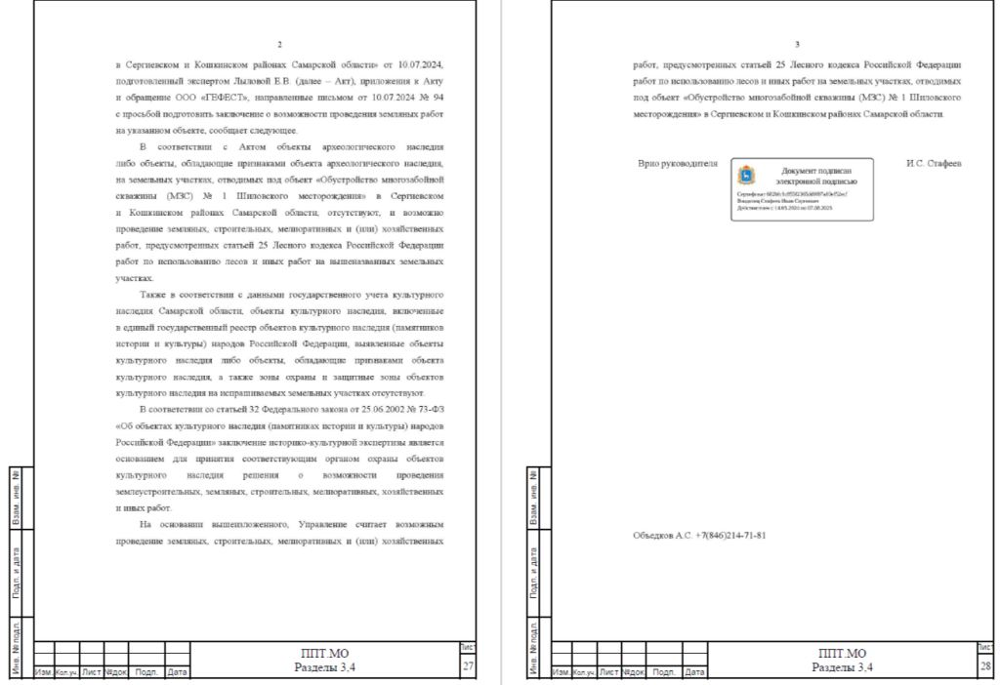 2
в Сергиевском и Кошкинском районах Самарской области» от 10.07.2024,
подготовленный экспертом Лыловой Е.В. (далее – Акт), приложения к Акту
и обращение ООО «ГЕФЕСТ», направленные письмом от 10.07.2024 № 94
с просьбой подготовить заключение о возможности проведения земляных работ
на указанном объекте, сообщает следующее.
В соответствии с Актом объекты археологического наследия
либо объекты, обладающие признаками объекта археологического наследия,
на земельных участках, отводимых под объект «Обустройство многозабойной
скважины (МЗС) № 1 Шиловского месторождения» в Сергиевском
и Кошкинском районах Самарской области, отсутствуют, и возможно
проведение земляных, строительных, мелиоративных и (или) хозяйственных
работ, предусмотренных статьей 25 Лесного кодекса Российской Федерации
работ по использованию лесов и иных работ на вышеназванных земельных
участках.
Также в соответствии с данными государственного учета культурного
наследия Самарской области, объекты культурного наследия, включенные
в единый государственный реестр объектов культурного наследия (памятников
истории и культуры) народов Российской Федерации, выявленные объекты
культурного наследия либо объекты, обладающие признаками объекта
культурного наследия, а также зоны охраны и защитные зоны объектов
культурного наследия на испрашиваемых земельных участках отсутствуют.
В соответствии со статьей 32 Федерального закона от 25.06.2002 № 73-ФЗ
«Об объектах культурного наследия (памятниках истории и культуры) народов
Российской Федерации» заключение историко-культурной экспертизы является
основанием для принятия соответствующим органом охраны объектов
культурного наследия решения о возможности проведения
землеустроительных, земляных, строительных, мелиоративных, хозяйственных
и иных работ.
На основании вышеизложенного, Управление считает возможным
проведение земляных, строительных, мелиоративных и (или) хозяйственных
Взам. инв. №
Подп. и дата
Инв. № подл.
Изм. Кол.уч. Лист №док. Подп. Дата
ППТ.МО
Разделы 3,4
Лист
27
3
работ, предусмотренных статьей 25 Лесного кодекса Российской Федерации
работ по использованию лесов и иных работ на земельных участках, отводимых
под объект «Обустройство многозабойной скважины (МЗС) № 1 Шиловского
месторождения» в Сергиевском и Кошкинском районах Самарской области.
Врио руководителя
Документ подписан
электронной подписью
Сертификат
Владелец Стафеев Иван Сергеевич
Действителен с 14.05.2024 по 07.08.2025
И.С. Стафеев
Объедков А.С. +7(846)214-71-81
Взам. инв. №
Подп. и дата
Инв. № подл.
Изм. Кол.уч. Лист №док. Подп. Дата
ППТ.МО
Разделы 3,4
Лист
28